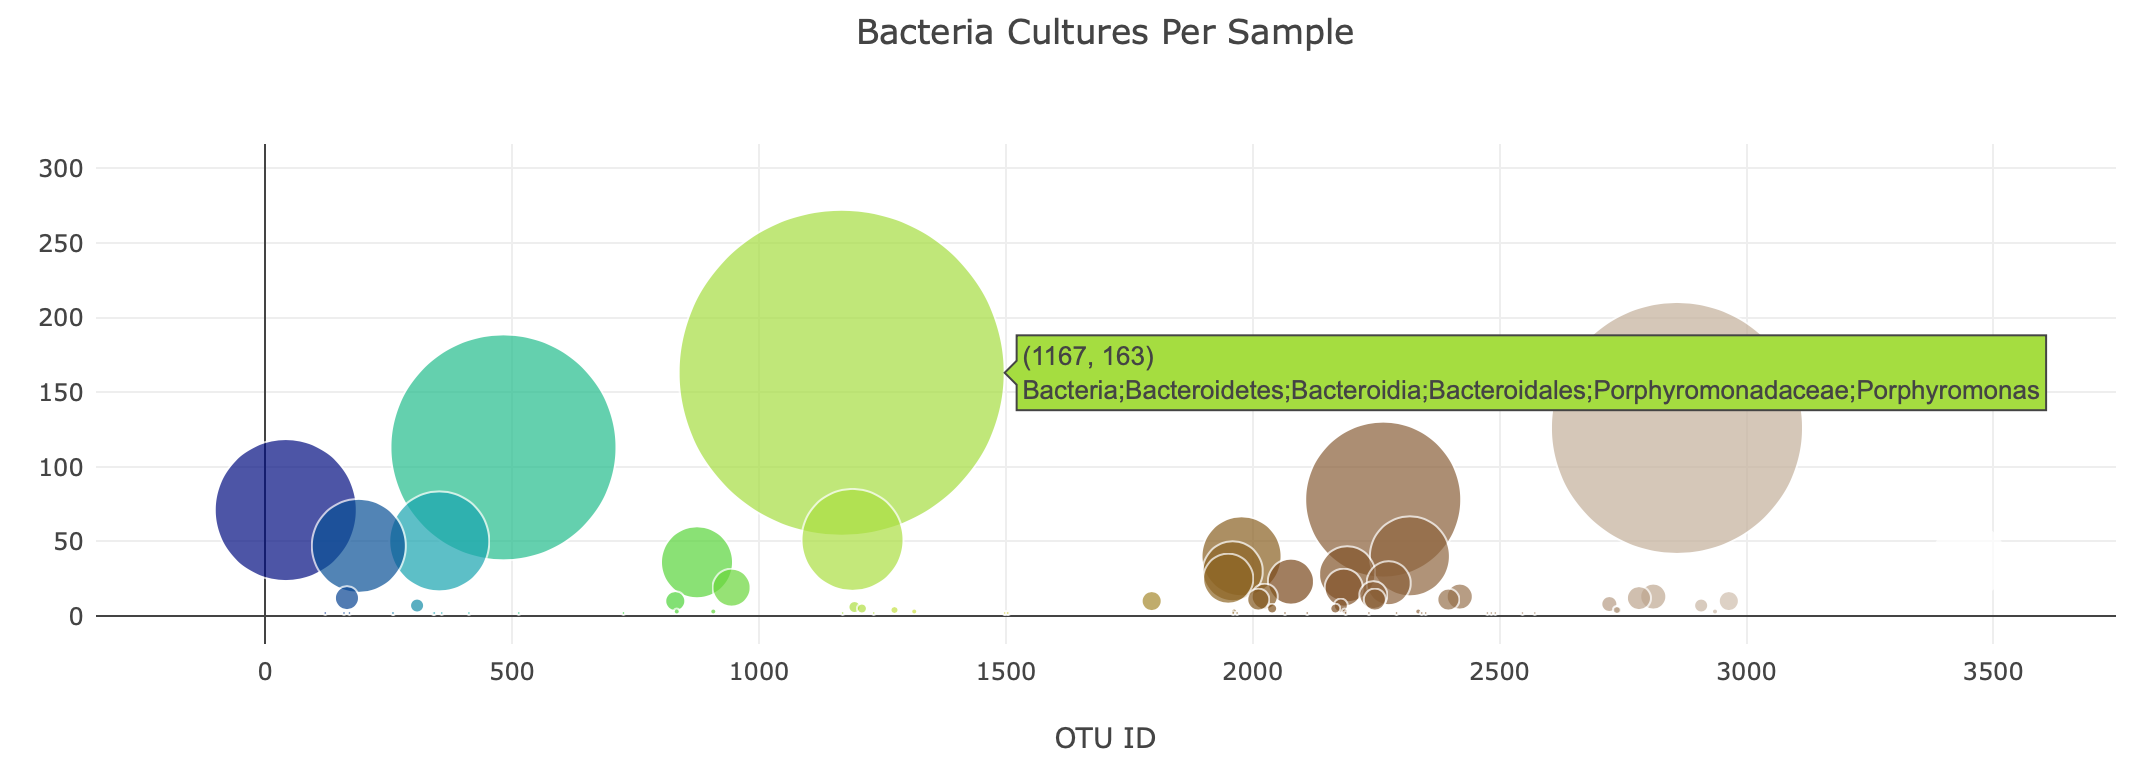 Bacteria Cultures Per Sample
300
250
200
150
100
50
0
(1167, 163)
Bacteria;Bacteroidetes;Bacteroidia;Bacteroidales;Porphyromonadaceae;Porphyromonas
0 500 1000 1500 2000 2500 3000 3500
OTU ID